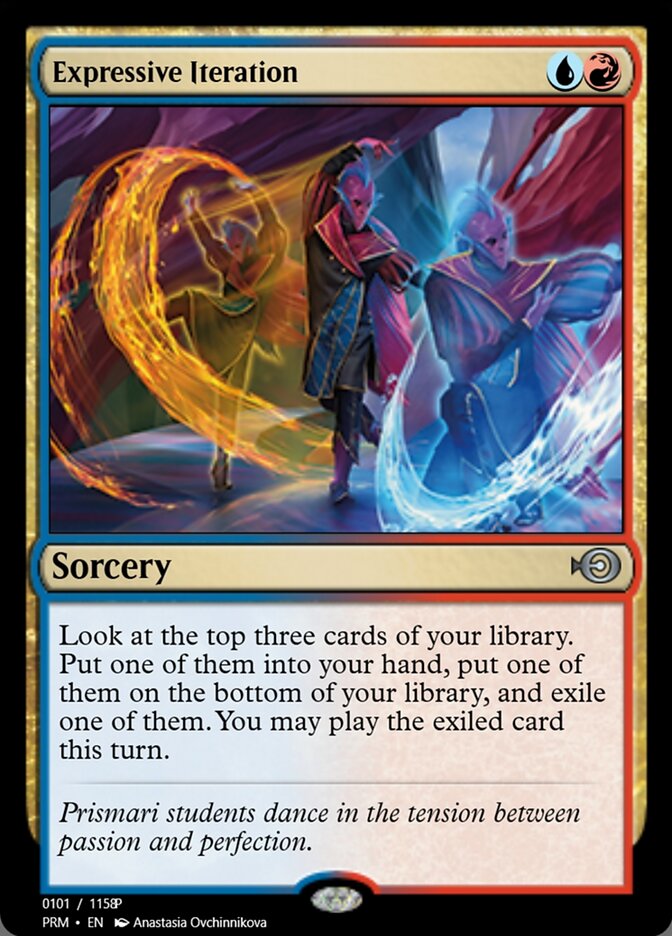 Expressive Iteration
Sorcery
Look at the top three cards of your library.
Put one of them into your hand, put one of
them on the bottom of your library, and exile
one of them. You may play the exiled card
this turn.
Prismari students dance in the tension between
passion and perfection.
0101 / 1158P
PRM • EN Anastasia Ovchinnikova